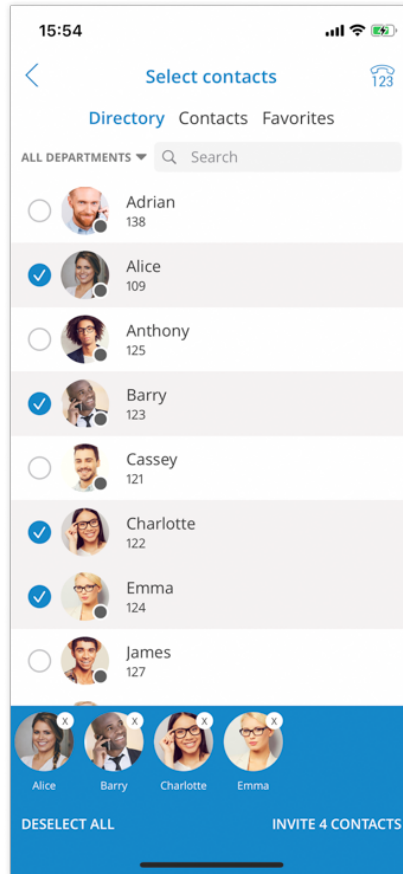 15:54
Select contacts
123
Directory Contacts Favorites
ALL DEPARTMENTS Search
Adrian
138
Alice
109
Anthony
125
Barry
123
Cassey
121
Charlotte
122
Emma
124
James
127
X X X X
Alice Barry Charlotte Emma
DESELECT ALL INVITE 4 CONTACTS